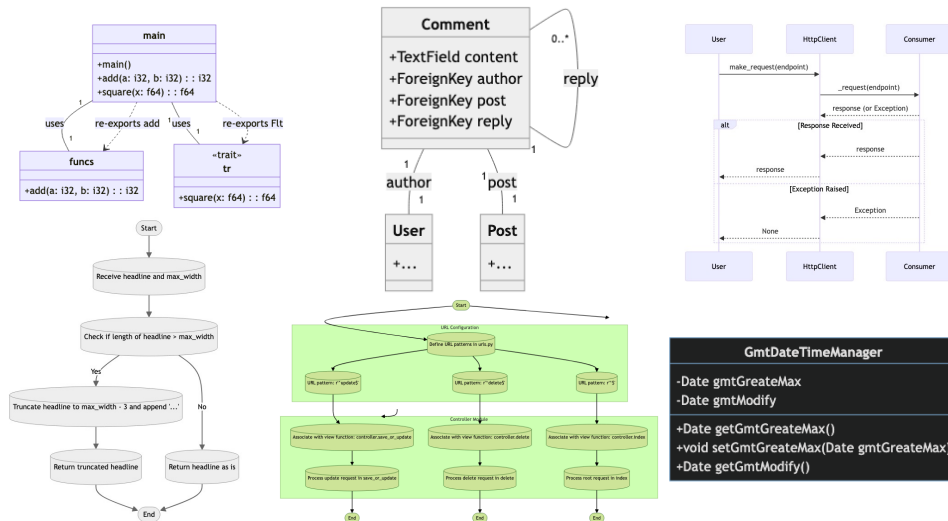 main
+main()
+add(a: i32, b: i32) : : i32
+square(x: f64) : : f64
1
1
uses
re-exports add
uses
re-exports Flt
1
1
funcs
+add(a: i32, b: i32) : : i32
«trait»
tr
+square(x: f64) : : f64
Comment
+TextField content
+ForeignKey author
+ForeignKey post
+ForeignKey reply
0..*
reply
1
1
1
author
post
1
1
User
+...
Post
+...
User
HttpClient
Consumer
make_request(endpoint)
_request(endpoint)
response (or Exception)
alt
[Response Received]
response
response
[Exception Raised]
Exception
None
User
HttpClient
Consumer
Start
Receive headline and max_width
Check if length of headline > max_width
Yes
No
Truncate headline to max_width - 3 and append '...'
Return truncated headline
Return headline as is
End
Start
URL Configuration
Define URL patterns in urls.py
URL pattern: r'^update$'
URL pattern: r'^delete$'
URL pattern: r'^$'
Controller Module
Associate with view function: controller.save_or_update
Associate with view function: controller.delete
Associate with view function: controller.index
Process update request in save_or_update
Process delete request in delete
Process root request in index
End
End
End
GmtDateTimeManager
-Date gmtGreateMax
-Date gmtModify
+Date getGmtGreateMax()
+void setGmtGreateMax(Date gmtGreateMax)
+Date getGmtModify()